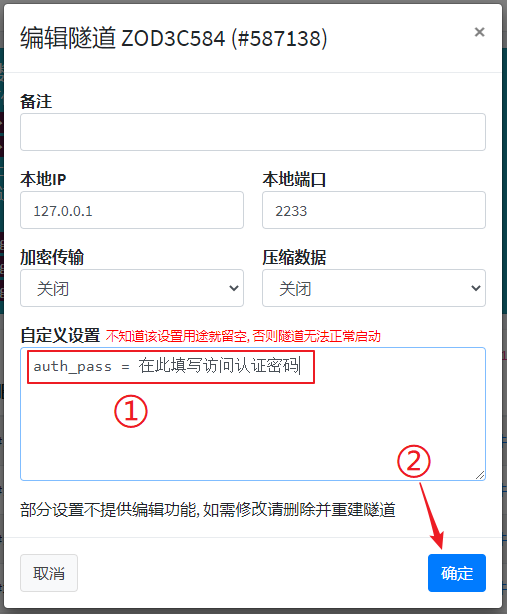 编辑隧道 ZOD3C584 (#587138)
×
备注
本地IP 本地端口
127.0.0.1 2233
加密传输 压缩数据
关闭 关闭
自定义设置 不知道该设置用途就留空, 否则隧道无法正常启动
auth_pass = 在此填写访问认证密码
①
②
部分设置不提供编辑功能, 如需修改请删除并重建隧道
取消 确定